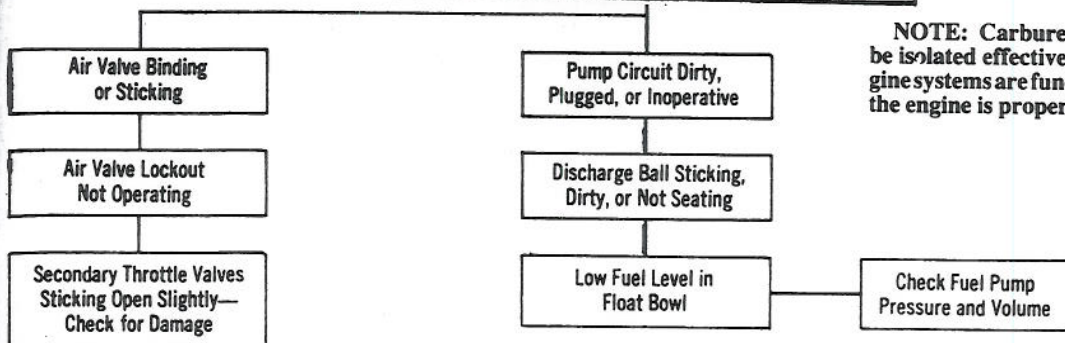 NOTE: Carbure
be isolated effective
gine systems are fun
the engine is proper
Air Valve Binding
or Sticking
Pump Circuit Dirty,
Plugged, or Inoperative
Air Valve Lockout
Not Operating
Discharge Ball Sticking,
Dirty, or Not Seating
Secondary Throttle Valves
Sticking Open Slightly—
Check for Damage
Low Fuel Level in
Float Bowl
Check Fuel Pump
Pressure and Volume